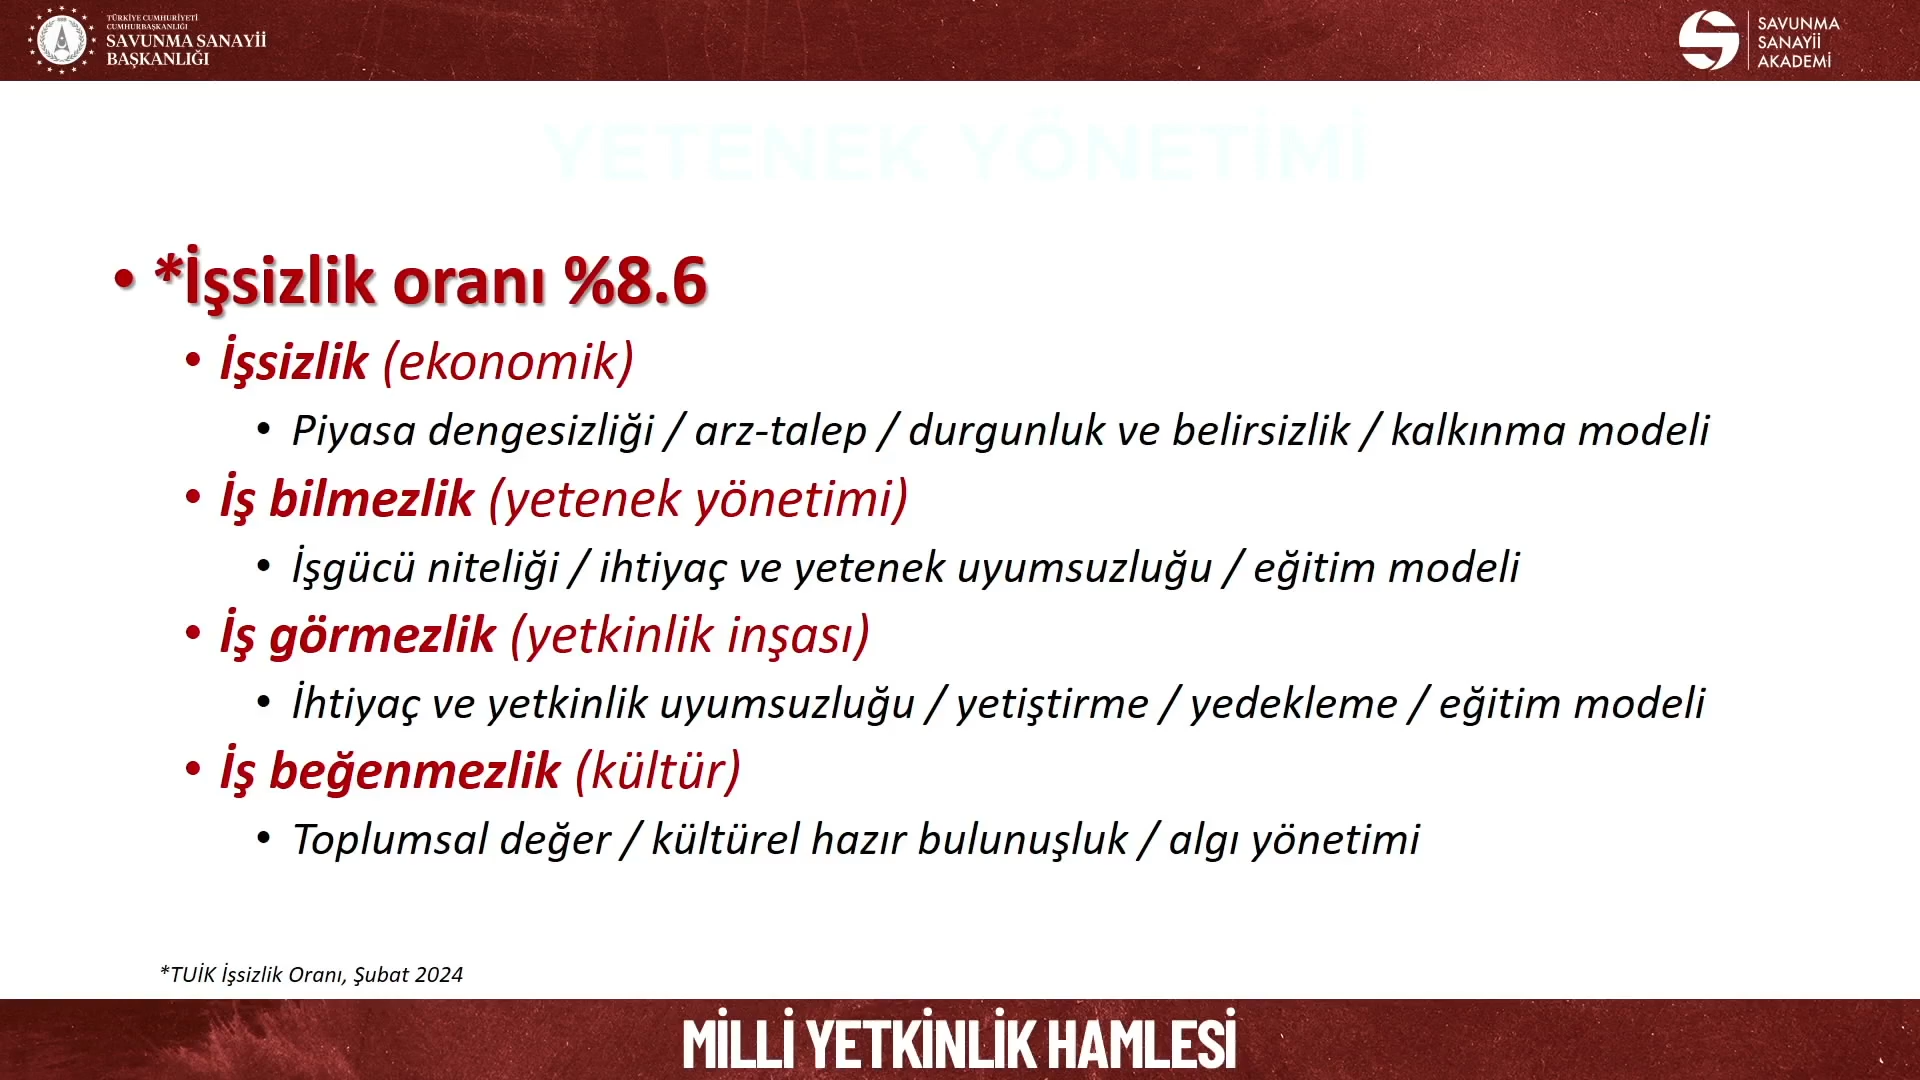 TÜRKİYE CUMHURİYETİ
CUMHURBAŞKANLIĞI
SAVUNMA SANAYİİ
BAŞKANLIĞI
SAVUNMA
SANAYİİ
AKADEMİ
YETENEK YÖNETİMİ
• *İşsizlik oranı %8.6
• İşsizlik (ekonomik)
• Piyasa dengesizliği / arz-talep / durgunluk ve belirsizlik / kalkınma modeli
• İş bilmezlik (yetenek yönetimi)
• İşgücü niteliği / ihtiyaç ve yetenek uyumsuzluğu / eğitim modeli
• İş görmezlik (yetkinlik inşası)
• İhtiyaç ve yetkinlik uyumsuzluğu / yetiştirme / yedekleme / eğitim modeli
• İş beğenmezlik (kültür)
• Toplumsal değer / kültürel hazır bulunuşluk / algı yönetimi
*TUİK İşsizlik Oranı, Şubat 2024
MİLLİ YETKİNLİK HAMLESİ